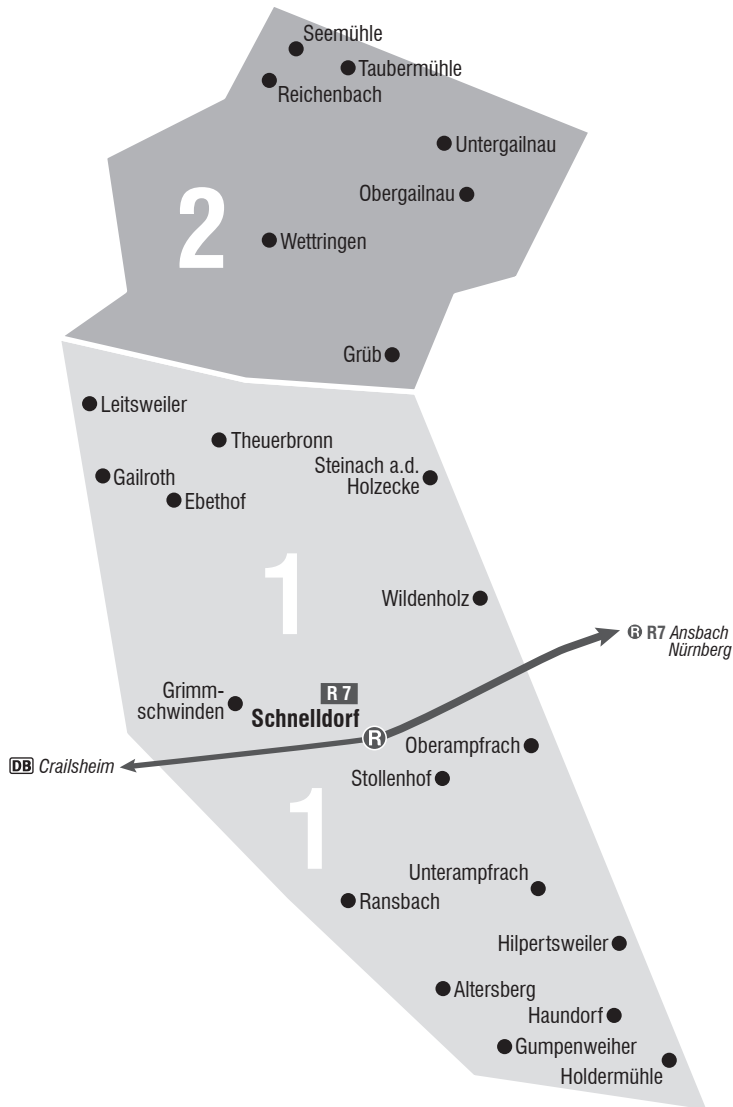 Seemühle
Taubermühle
Reichenbach
Untergailnau
Obergailnau
2
Wettringen
Grüb
Leitsweiler
Theuerbronn
Steinach a.d.
Holzecke
Gailroth
Ebethof
1
Wildenholz
R R7 Ansbach
Nürnberg
Grimm-
schwinden
R 7
Schnelldorf
R
Oberampfrach
DB Crailsheim
Stollenhof
1
Unterampfrach
Ransbach
Hilpertsweiler
Altersberg
Haundorf
Gumpenweiher
Holdermühle